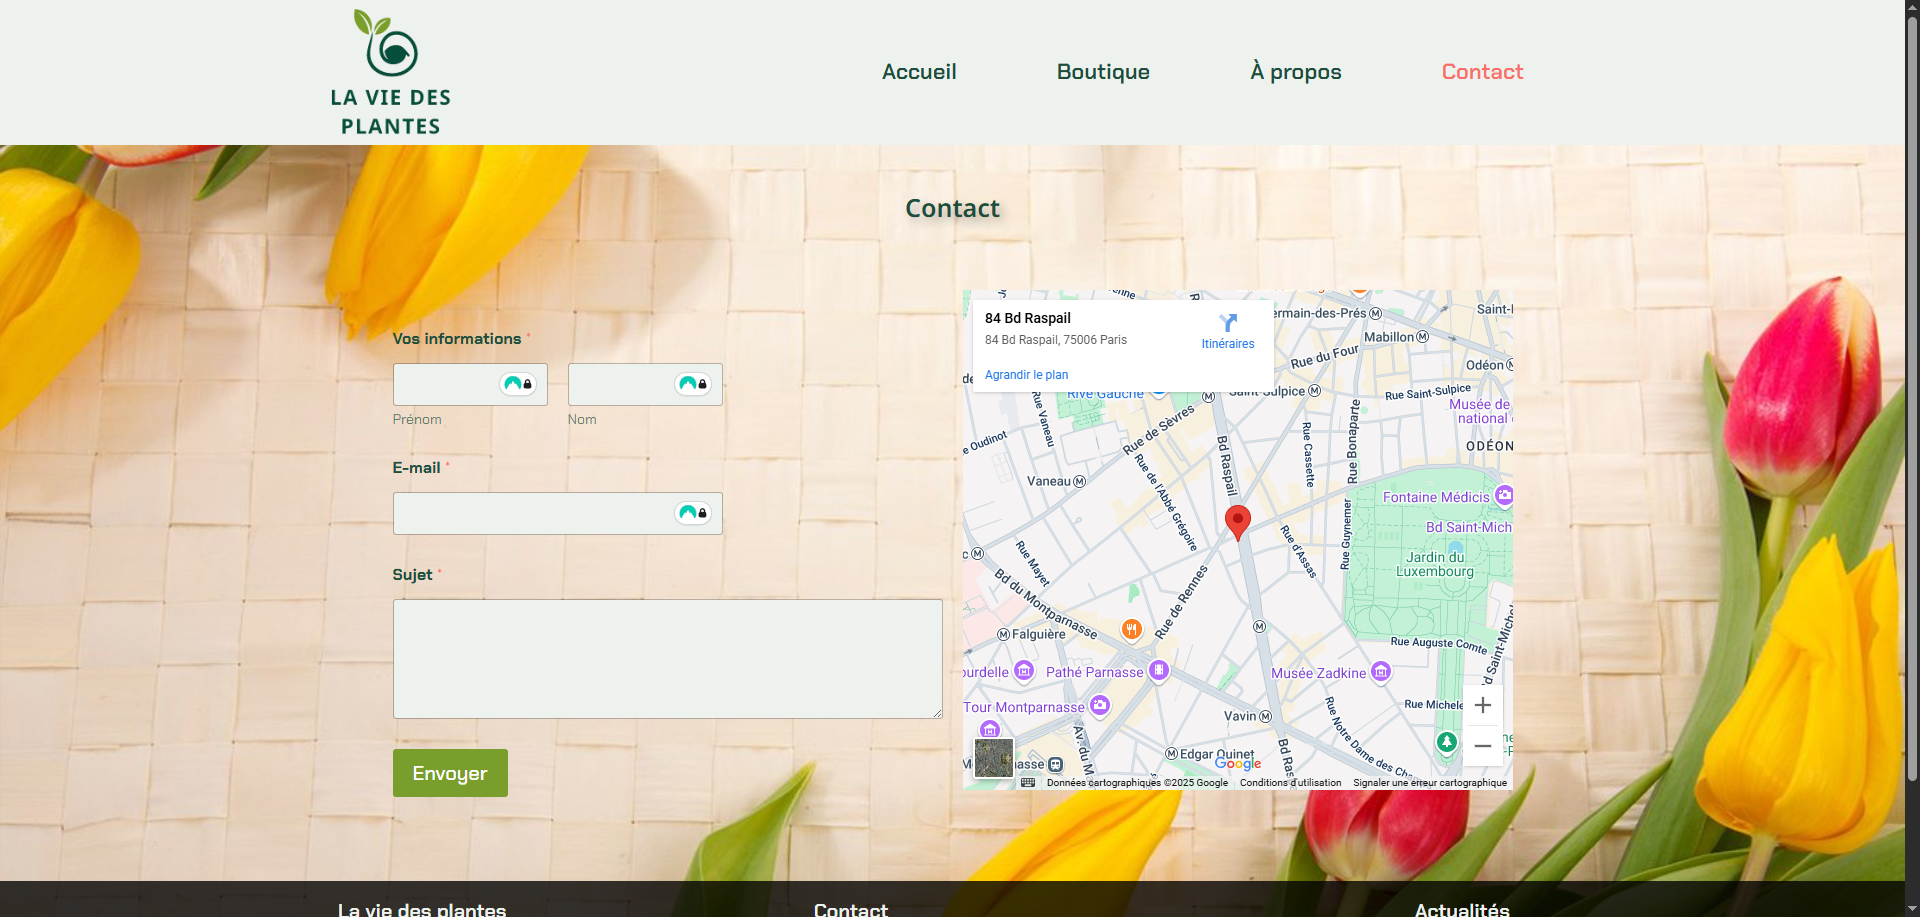 LA VIE DES
PLANTES
Accueil
Boutique
À propos
Contact
Contact
Vos informations *
Prénom
Nom
E-mail *
Sujet *
Envoyer
84 Bd Raspail
84 Bd Raspail, 75006 Paris
Itinéraires
Agrandir le plan
ermain-des-Prés
Saint-
Mabillon
Rue du Four
Odéon
Saint-Sulpice
Rue Saint-Sulpice
Rive Gauche
Musée de
national
ODÉON
Rue Vaneau
Rue de Sèvres
e Oudinot
Bd Raspail
Rue Cassette
Rue Bonaparte
Vaneau
Rue de l'Abbé Grégoire
Fontaine Médicis
Bd Saint-Mich
Rue Guynemer
Rue d'Assas
Jardin du
Luxembourg
Rue Mayet
Bd du Montparnasse
Rue de Rennes
Falguière
Rue Auguste Comte
d Saint-Mich
ourdelle
Pathé Parnasse
Musée Zadkine
Tour Montparnasse
Vavin
Rue Michele
Rue Notre Dame des Ch
Av. du M
Edgar Quinet
Bd Ras
Google
Données cartographiques ©2025 Google
Conditions d'utilisation
Signaler une erreur cartographique
La vie des plantes
Contact
Actualités